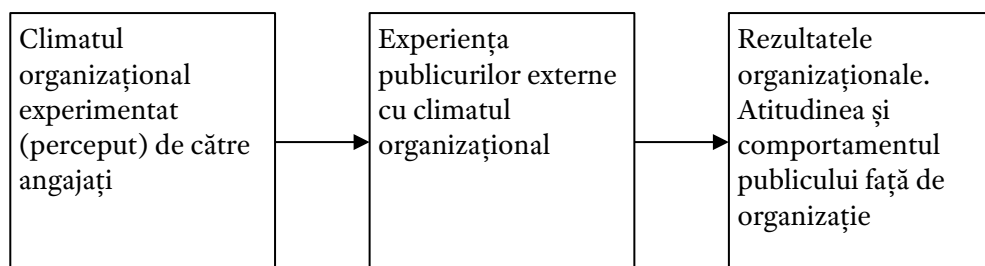 Climatul
organizațional
experimentat
(perceput) de către
angajați
Experiența
publicurilor externe
cu climatul
organizațional
Rezultatele
organizaționale.
Atitudinea și
comportamentul
publicului față de
organizație